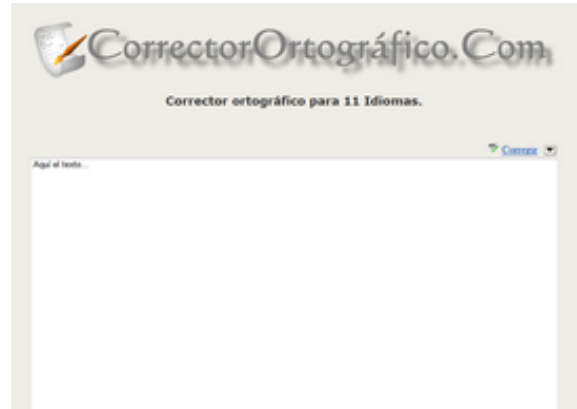 CorrectorOrtográfico.Com
Corrector ortográfico para 11 Idiomas.
Corregir
Aquí el texto...